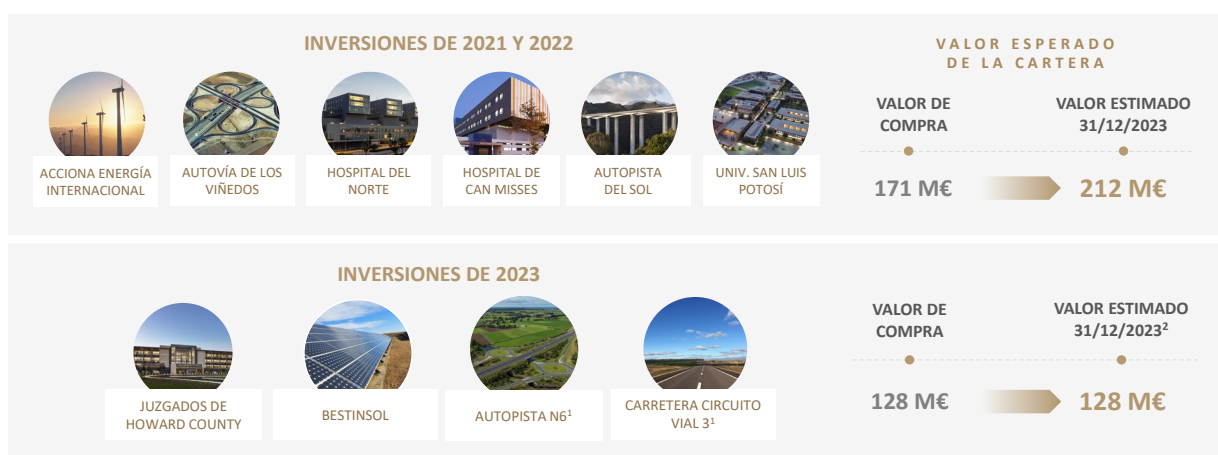 INVERSIONES DE 2021 Y 2022
ACCIONA ENERGÍA
INTERNACIONAL
AUTOVÍA DE LOS
VIÑEDOS
HOSPITAL DEL
NORTE
HOSPITAL DE
CAN MISSES
AUTOPISTA
DEL SOL
UNIV. SAN LUIS
POTOSÍ
VALOR ESPERADO
DE LA CARTERA
VALOR DE
COMPRA
VALOR ESTIMADO
31/12/2023
171 M€
212 M€
INVERSIONES DE 2023
JUZGADOS DE
HOWARD COUNTY
BESTINSOL
AUTOPISTA N6¹
CARRETERA CIRCUITO
VIAL 3¹
VALOR DE
COMPRA
VALOR ESTIMADO
31/12/2023²
128 M€
128 M€